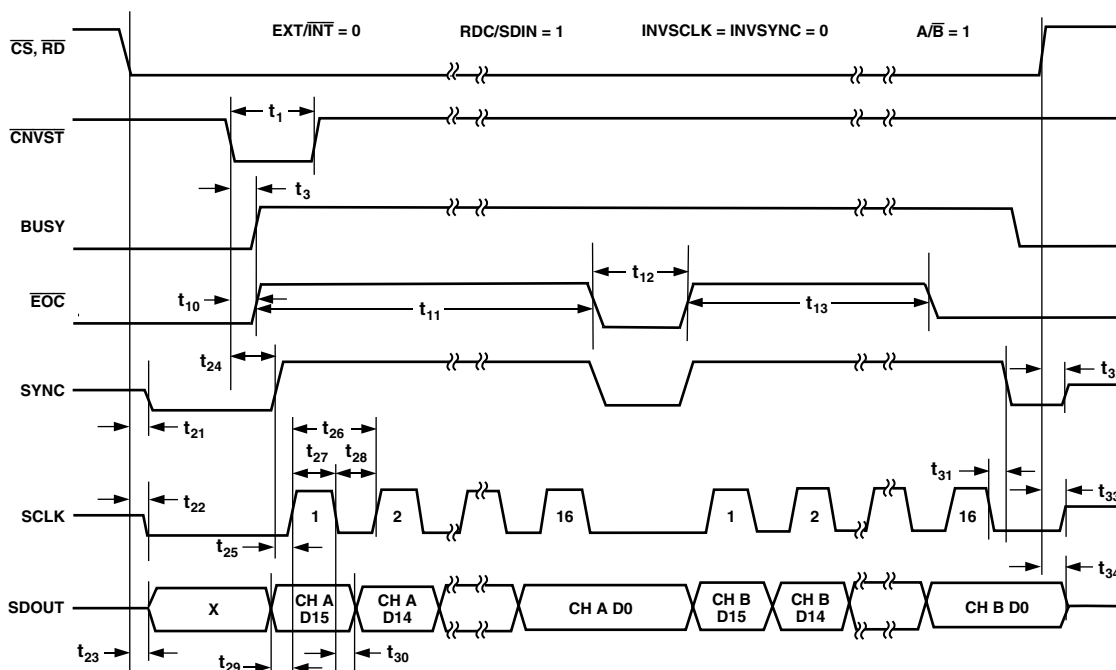 EXT/INT = 0 RDC/SDIN = 1 INVSCLK = INVSYNC = 0 A/B = 1
CS, RD
t1
CNVST
t3
BUSY
t12
EOC
t10
t11
t13
t24
SYNC
t3
t21
t26
t27 t28
t31
t22
SCLK
1 2 16 1 2 16
t33
t25
t34
SDOUT
X
CH A D15
CH A D14
CH A D0
CH B D15
CH B D14
CH B D0
t23
t29
t30